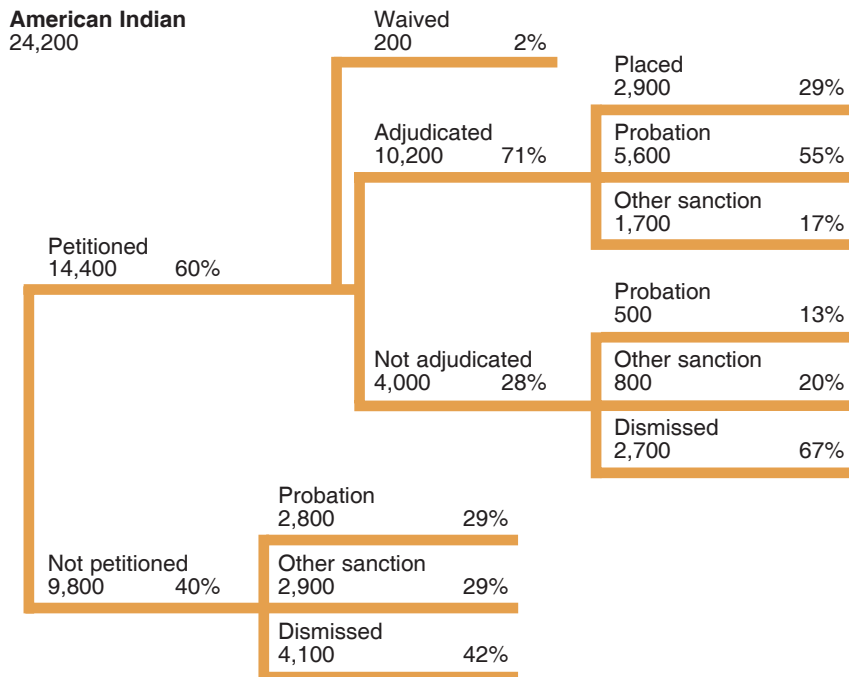 American Indian
24,200
Waived
200 2%
Placed
2,900 29%
Adjudicated
10,200 71%
Probation
5,600 55%
Other sanction
1,700 17%
Petitioned
14,400 60%
Probation
500 13%
Not adjudicated
4,000 28%
Other sanction
800 20%
Dismissed
2,700 67%
Probation
2,800 29%
Not petitioned
9,800 40%
Other sanction
2,900 29%
Dismissed
4,100 42%